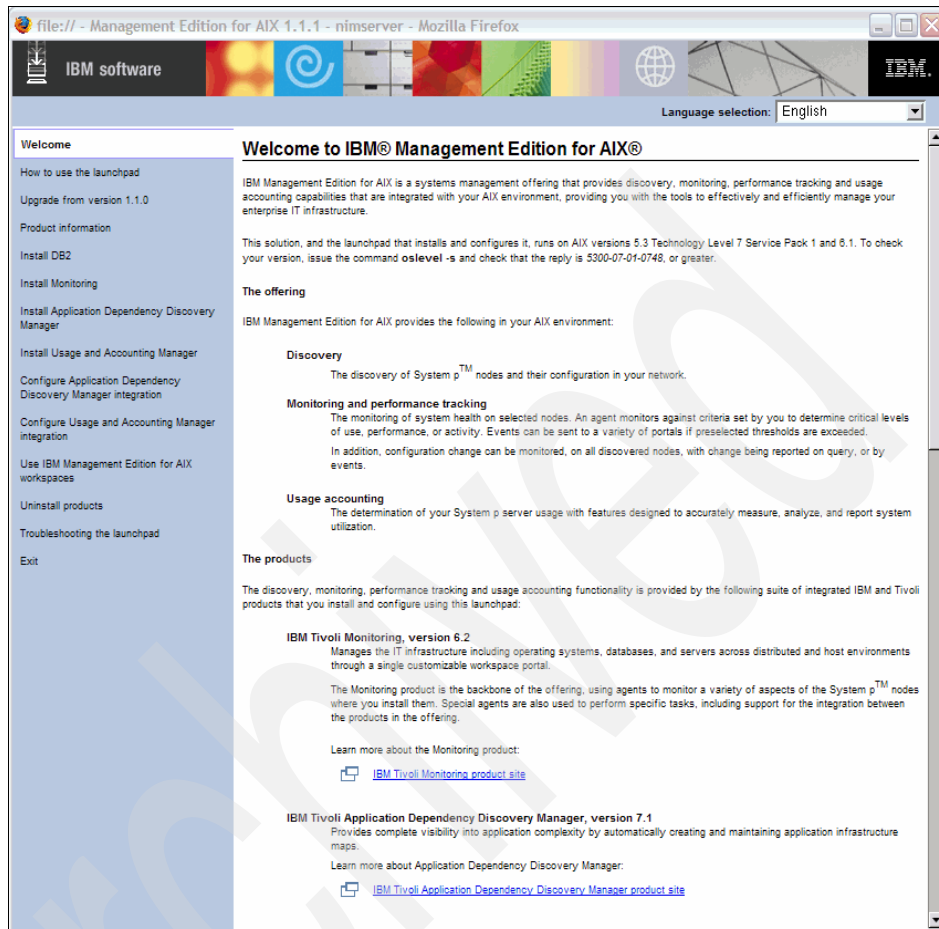 file:// - Management Edition for AIX 1.1.1 - nimserver - Mozilla Firefox
IBM software
IBM.
Language selection: English
Welcome
How to use the launchpad
Upgrade from version 1.1.0
Product information
Install DB2
Install Monitoring
Install Application Dependency Discovery
Manager
Install Usage and Accounting Manager
Configure Application Dependency
Discovery Manager integration
Configure Usage and Accounting Manager
integration
Use IBM Management Edition for AIX
workspaces
Uninstall products
Troubleshooting the launchpad
Exit
Welcome to IBM® Management Edition for AIX®
IBM Management Edition for AIX is a systems management offering that provides discovery, monitoring, performance tracking and usage
accounting capabilities that are integrated with your AIX environment, providing you with the tools to effectively and efficiently manage your
enterprise IT infrastructure.
This solution, and the launchpad that installs and configures it, runs on AIX versions 5.3 Technology Level 7 Service Pack 1 and 6.1. To check
your version, issue the command oslevel -s and check that the reply is 5300-07-01-0748, or greater.
The offering
IBM Management Edition for AIX provides the following in your AIX environment:
Discovery
The discovery of System p™ nodes and their configuration in your network.
Monitoring and performance tracking
The monitoring of system health on selected nodes. An agent monitors against criteria set by you to determine critical levels
of use, performance, or activity. Events can be sent to a variety of portals if preselected thresholds are exceeded.
In addition, configuration change can be monitored, on all discovered nodes, with change being reported on query, or by
events.
Usage accounting
The determination of your System p server usage with features designed to accurately measure, analyze, and report system
utilization.
The products
The discovery, monitoring, performance tracking and usage accounting functionality is provided by the following suite of integrated IBM and Tivoli
products that you install and configure using this launchpad:
IBM Tivoli Monitoring, version 6.2
Manages the IT infrastructure including operating systems, databases, and servers across distributed and host environments
through a single customizable workspace portal.
The Monitoring product is the backbone of the offering, using agents to monitor a variety of aspects of the System p™ nodes
where you install them. Special agents are also used to perform specific tasks, including support for the integration between
the products in the offering.
Learn more about the Monitoring product:
IBM Tivoli Monitoring product site
IBM Tivoli Application Dependency Discovery Manager, version 7.1
Provides complete visibility into application complexity by automatically creating and maintaining application infrastructure
maps.
Learn more about Application Dependency Discovery Manager:
IBM Tivoli Application Dependency Discovery Manager product site
Archived